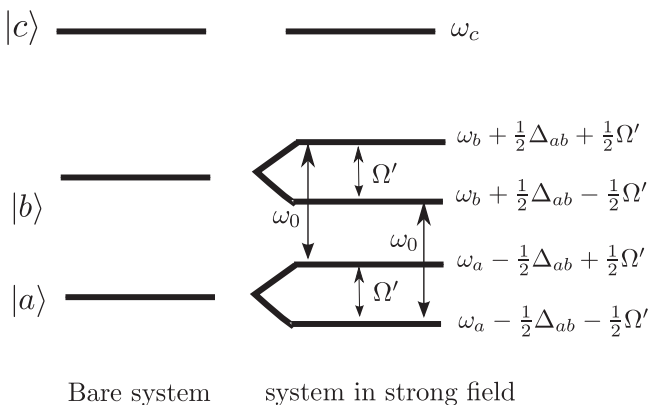 |c⟩
ω_c
ω_b + ½Δ_ab + ½Ω′
Ω′
|b⟩
ω_b + ½Δ_ab − ½Ω′
ω_0
ω_0
ω_a − ½Δ_ab + ½Ω′
|a⟩
Ω′
ω_a − ½Δ_ab − ½Ω′
Bare system
system in strong field